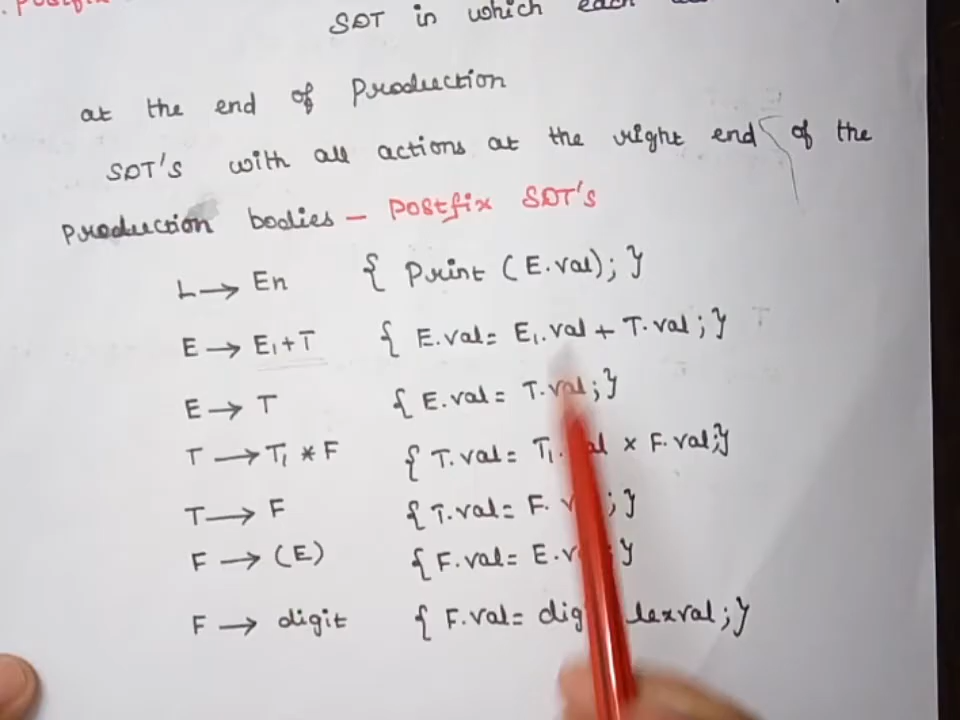 Postfix
SDT in which each
at the end of Production
SDT's with all actions at the right end of the
Production bodies — Postfix SDT's
L → En { Print (E.val); }
E → E₁ + T { E.val = E₁.val + T.val; }
E → T { E.val = T.val; }
T → T₁ * F { T.val = T₁.val × F.val; }
T → F { T.val = F. ; }
F → (E) { F.val = E. ; }
F → digit { F.val = lexval; }